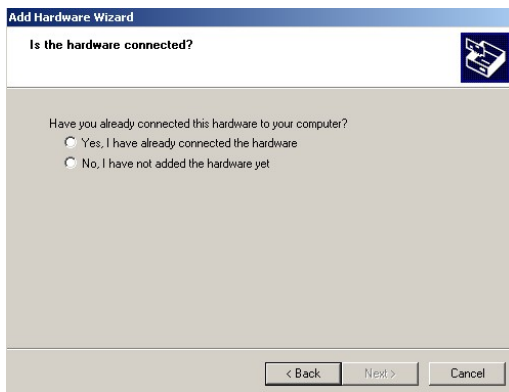 Add Hardware Wizard
Is the hardware connected?
Have you already connected this hardware to your computer?
Yes, I have already connected the hardware
No, I have not added the hardware yet
< Back Next > Cancel